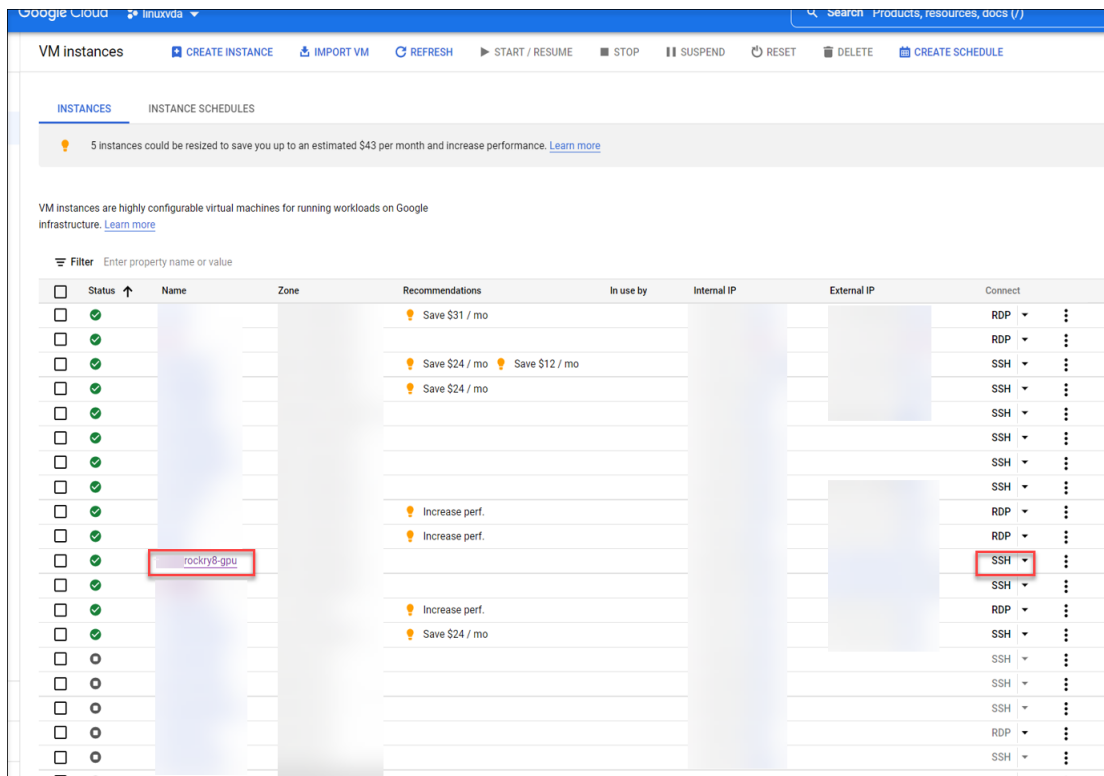 Google Cloud linuxvda Search Products, resources, docs (/)
VM instances CREATE INSTANCE IMPORT VM REFRESH START / RESUME STOP SUSPEND RESET DELETE CREATE SCHEDULE
INSTANCES INSTANCE SCHEDULES
5 instances could be resized to save you up to an estimated $43 per month and increase performance. Learn more
VM instances are highly configurable virtual machines for running workloads on Google
infrastructure. Learn more
Filter Enter property name or value
Status Name Zone Recommendations In use by Internal IP External IP Connect
Save $31 / mo RDP
RDP
Save $24 / mo Save $12 / mo SSH
Save $24 / mo SSH
SSH
SSH
SSH
SSH
Increase perf. RDP
Increase perf. RDP
rockry8-gpu SSH
SSH
Increase perf. RDP
Save $24 / mo SSH
SSH
SSH
SSH
RDP
SSH